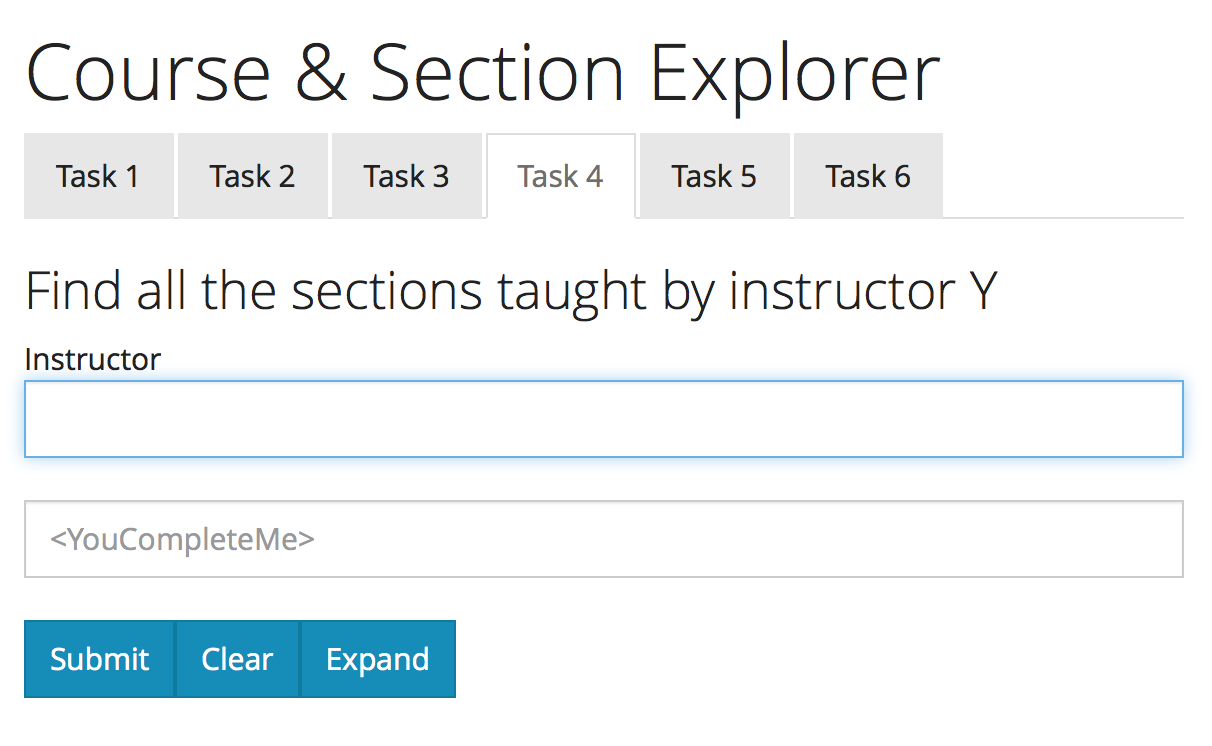 Course & Section Explorer
Task 1 Task 2 Task 3 Task 4 Task 5 Task 6
Find all the sections taught by instructor Y
Instructor
<YouCompleteMe>
Submit Clear Expand